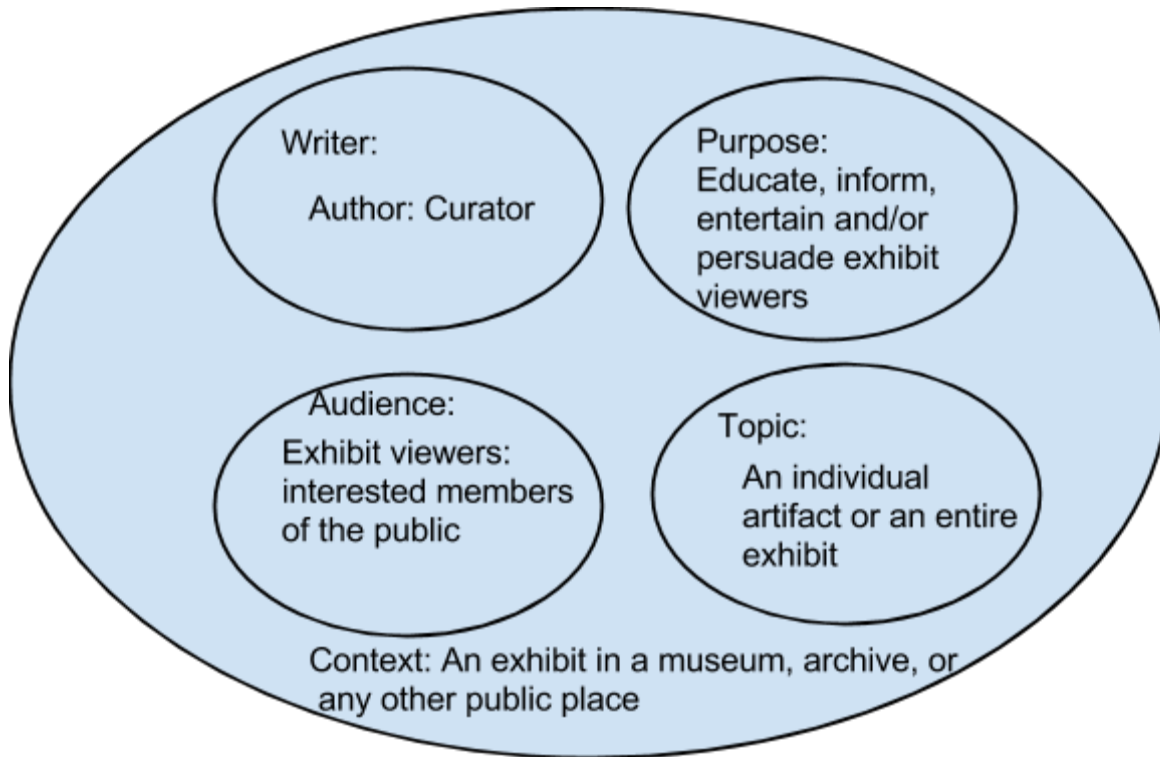 Writer:
Author: Curator
Purpose:
Educate, inform,
entertain and/or
persuade exhibit
viewers
Audience:
Exhibit viewers:
interested members
of the public
Topic:
An individual
artifact or an entire
exhibit
Context: An exhibit in a museum, archive, or
any other public place